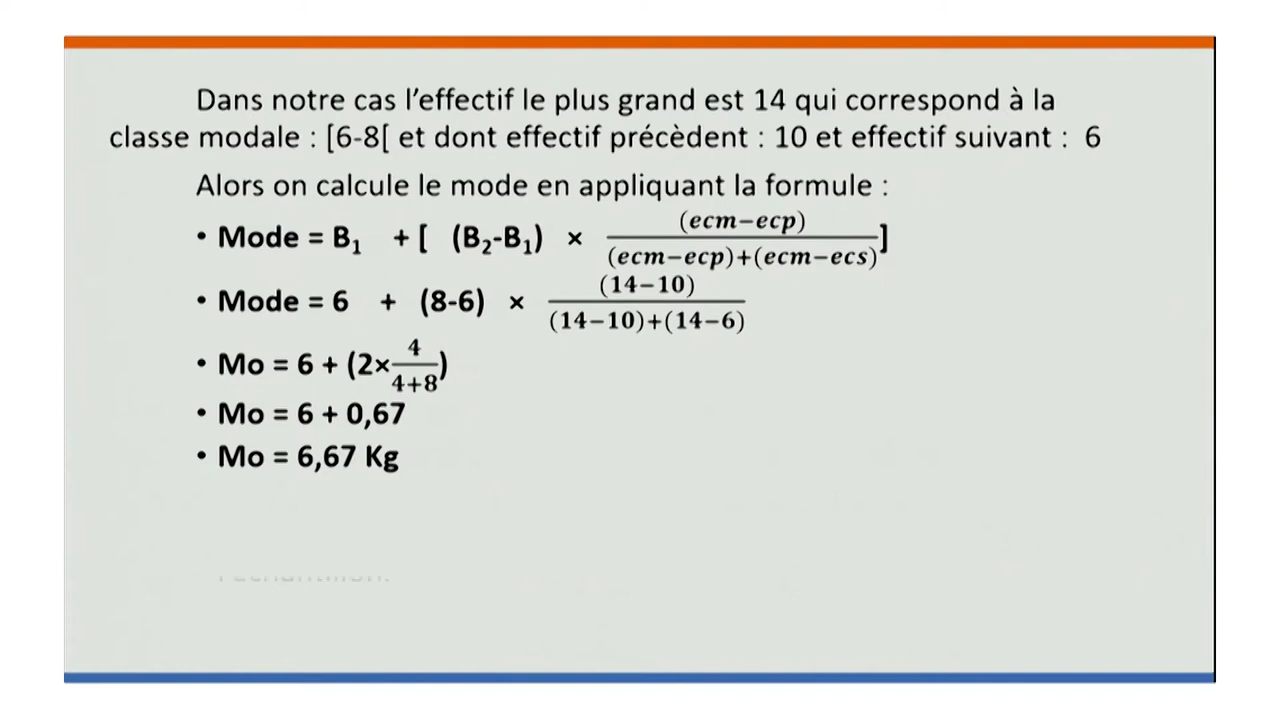 Dans notre cas l'effectif le plus grand est 14 qui correspond à la
classe modale : [6-8[ et dont effectif précèdent : 10 et effectif suivant : 6
Alors on calcule le mode en appliquant la formule :
• Mode = B₁ + [ (B₂-B₁) × (ecm−ecp) / (ecm−ecp)+(ecm−ecs) ]
• Mode = 6 + (8-6) × (14−10) / (14−10)+(14−6)
• Mo = 6 + (2× 4 / 4+8 )
• Mo = 6 + 0,67
• Mo = 6,67 Kg